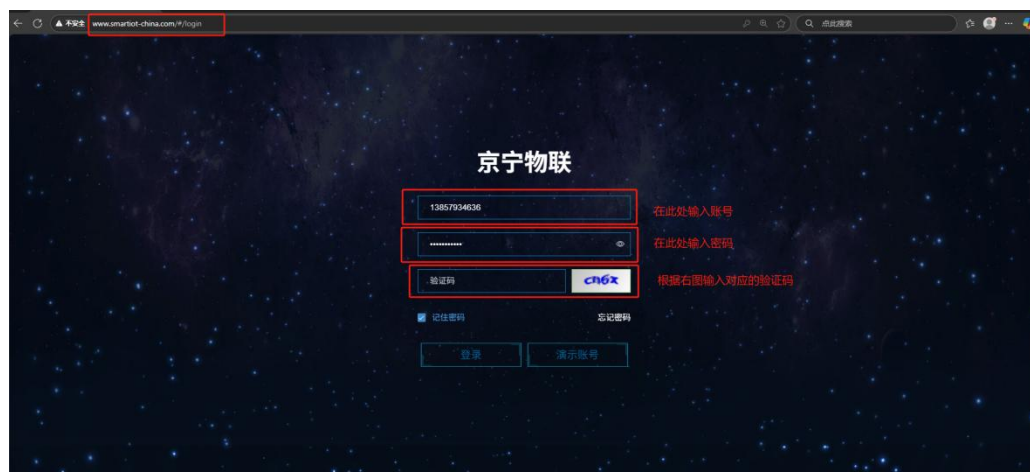 不安全 www.smartiot-china.com/#/login 点此搜索
京宁物联
13857934636 在此处输入账号
•••••••••••• 在此处输入密码
验证码 cn6x 根据右图输入对应的验证码
记住密码 忘记密码
登录 演示账号